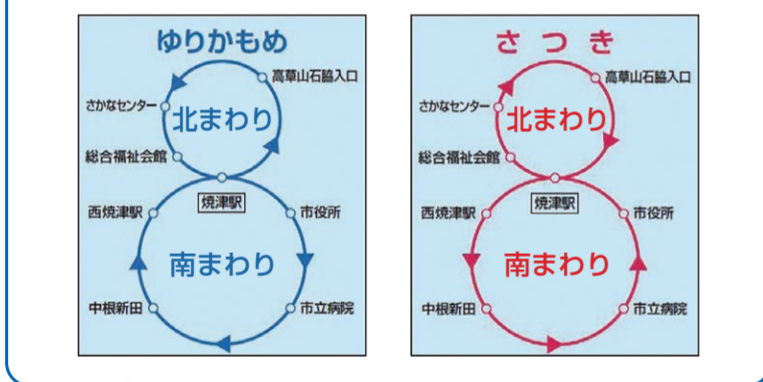 ゆりかもめ
高草山石脇入口
さかなセンター
北まわり
総合福祉会館
焼津駅
西焼津駅
市役所
南まわり
中根新田
市立病院
さつき
高草山石脇入口
さかなセンター
北まわり
総合福祉会館
焼津駅
西焼津駅
市役所
南まわり
中根新田
市立病院